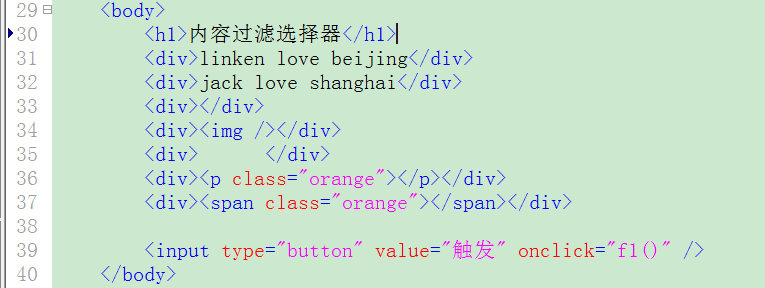 29 <body>
30 <h1>内容过滤选择器</h1>
31 <div>linken love beijing</div>
32 <div>jack love shanghai</div>
33 <div></div>
34 <div><img /></div>
35 <div>      </div>
36 <div><p class="orange"></p></div>
37 <div><span class="orange"></span></div>
38
39 <input type="button" value="触发" onclick="f1()" />
40 </body>